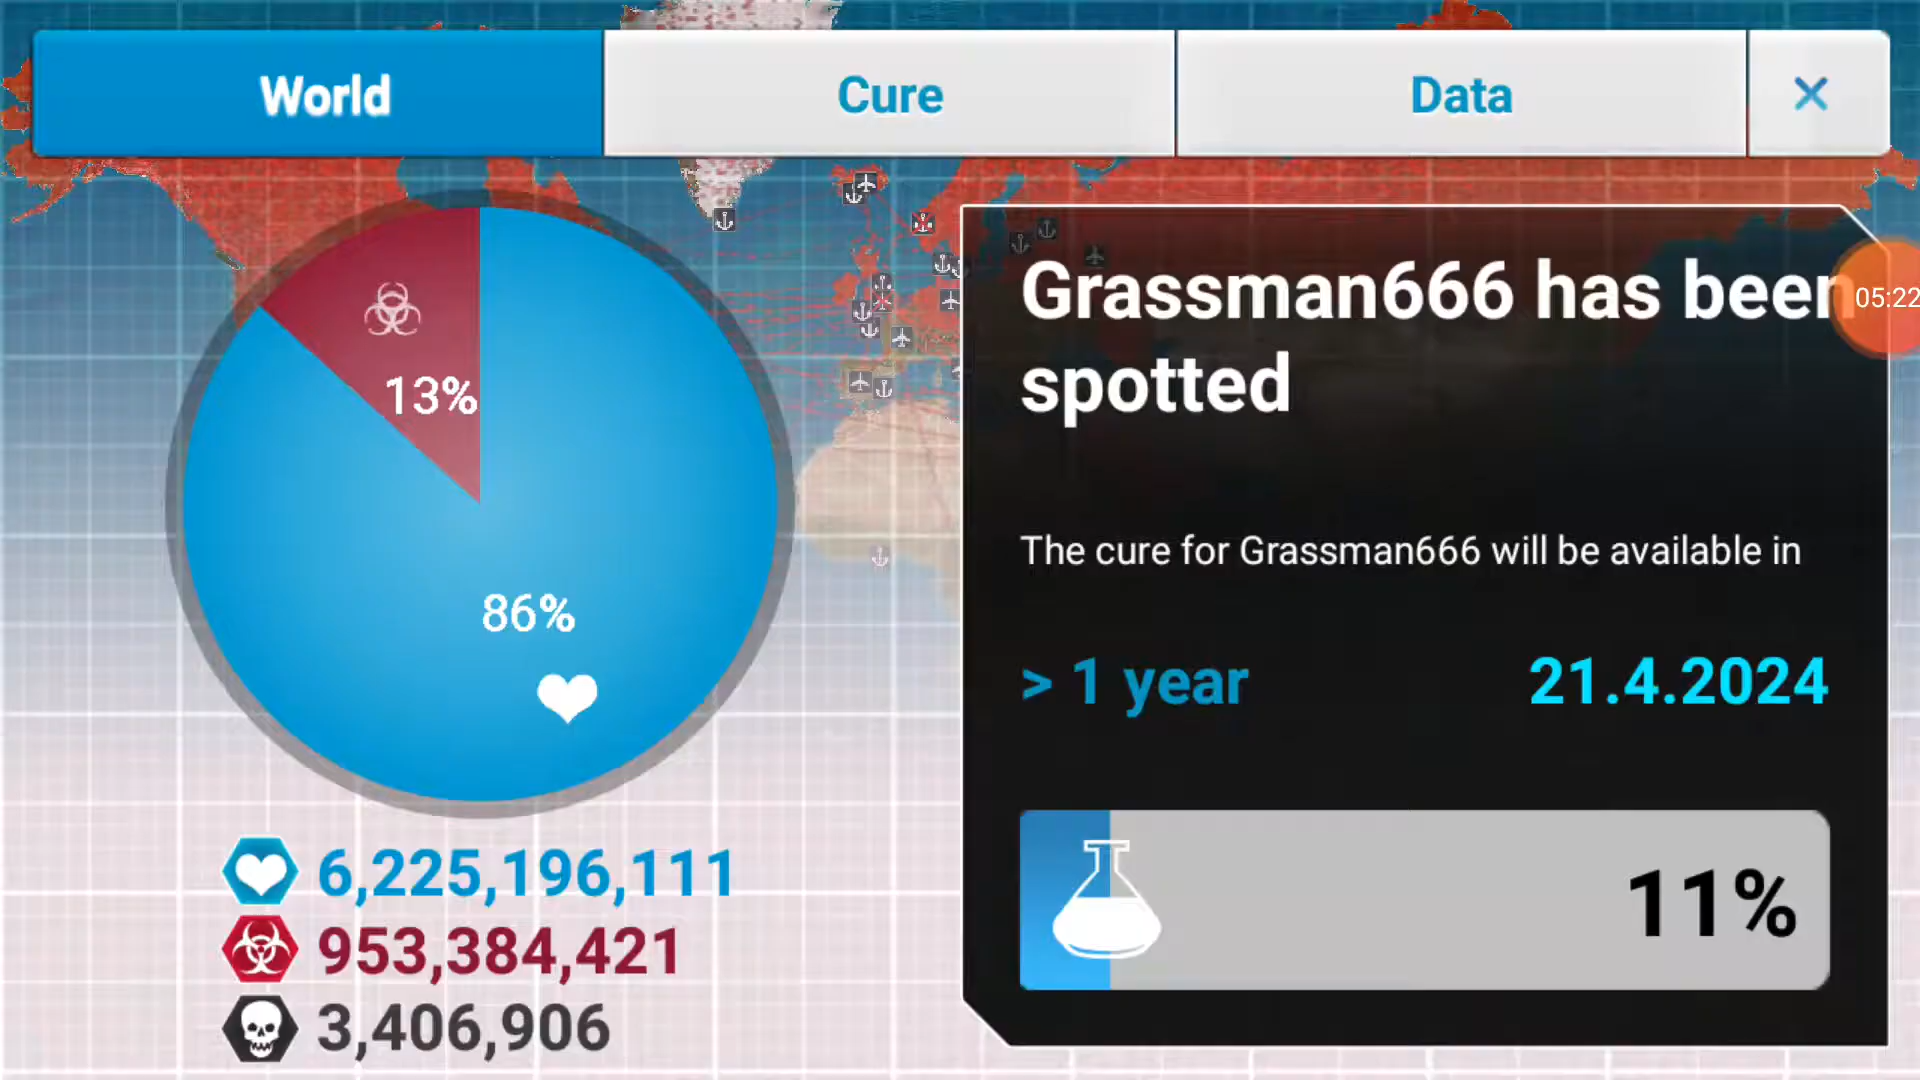 World
Cure
Data
13%
86%
6,225,196,111
953,384,421
3,406,906
Grassman666 has been
spotted
05:22
The cure for Grassman666 will be available in
> 1 year
21.4.2024
11%